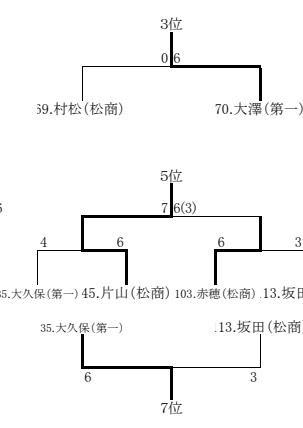 3位
0 6
69.村松(松商) 70.大澤(第一)
5位
7 6(3)
4 6 6 3
35.大久保(第一) 45.片山(松商) 103.赤穂(松商) 13.坂田
35.大久保(第一) 13.坂田(松商)
6 3
7位